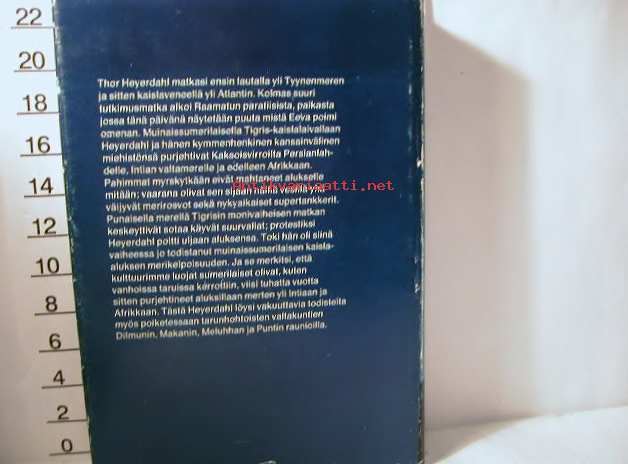 22
20
18
16
14
12
10
8
6
4
2
0
Thor Heyerdahl matkasi ensin lautalla yli Tyynenmeren
ja sitten kaislaveneellä yli Atlantin. Kolmas suuri
tutkimusmatka alkoi Raamatun paratiisista, paikasta
jossa tänä päivänä näytetään puuta mistä Eeva poimi
omenan. Muinaissumerilaisella Tigris-kaislalaivallaan
Heyerdahl ja hänen kymmenhenkinen kansainvälinen
miehistönsä purjehtivat Kaksoisvirroilta Persianlah-
delle, Intian valtamerelle ja edelleen Afrikkaan.
Pahimmat myrskytkään eivät mahtaneet alukselle
mitään; vaarana olivat sen sijaan näillä vesillä yhä
väijyvät merirosvot sekä nykyaikaiset supertankkerit.
Punaisella merellä Tigrisin monivaiheisen matkan
keskeyttivät sotaa käyvät suurvallat; protestiksi
Heyerdahl poltti uljaan aluksensa. Toki hän oli siinä
vaiheessa jo todistanut muinaissumerilaisen kaisla-
aluksen merikelpoisuuden. Ja se merkitsi, että
kulttuurimme luojat sumerilaiset olivat, kuten
vanhoissa taruissa kerrottiin, viisi tuhatta vuotta
sitten purjehtineet aluksillaan merten yli Intiaan ja
Afrikkaan. Tästä Heyerdahl löysi vakuuttavia todisteita
myös poiketessaan tarunhohtoisten valtakuntien
Dilmunin, Makanin, Meluhhan ja Puntin raunioilla.
antikvariaatti.net